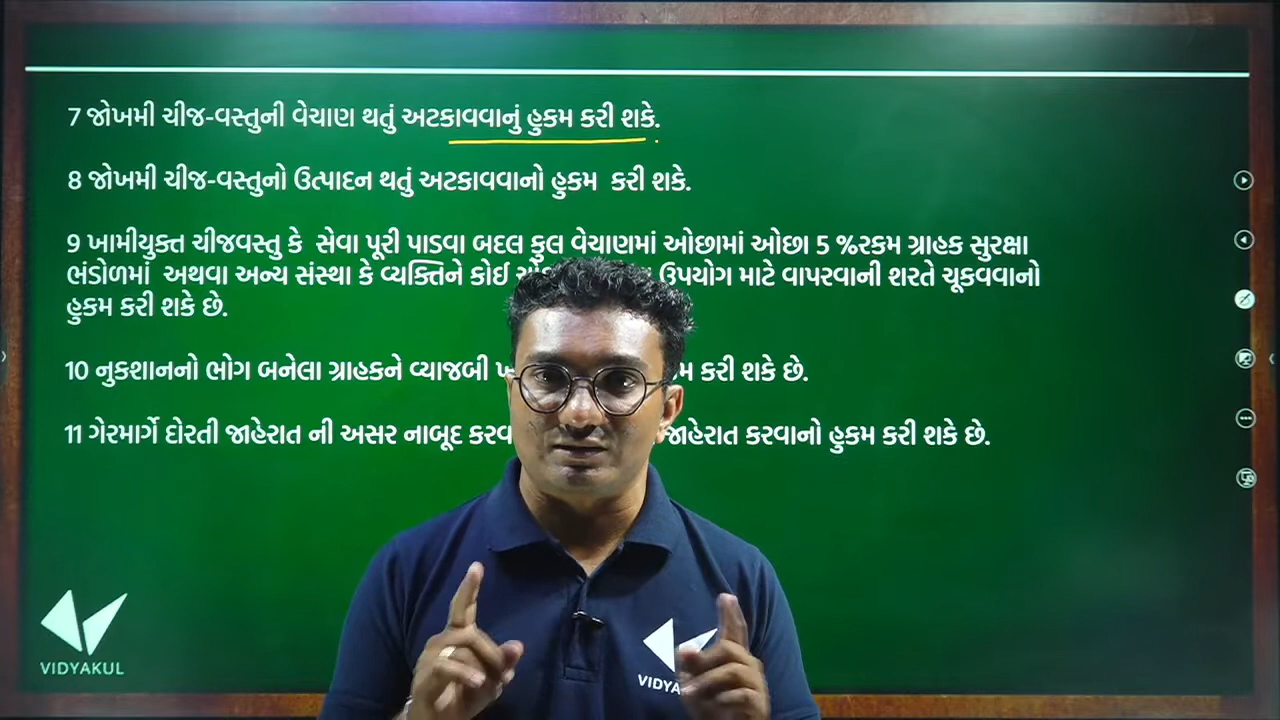 7 જોખમી ચીજ-વસ્તુની વેચાણ થતું અટકાવવાનું હુકમ કરી શકે.
8 જોખમી ચીજ-વસ્તુનો ઉત્પાદન થતું અટકાવવાનો હુકમ કરી શકે.
9 ખામીયુક્ત ચીજવસ્તુ કે સેવા પૂરી પાડવા બદલ કુલ વેચાણમાં ઓછામાં ઓછા 5 %રકમ ગ્રાહક સુરક્ષા
ભંડોળમાં અથવા અન્ય સંસ્થા કે વ્યક્તિને કોઈ ઉપયોગ માટે વાપરવાની શરતે ચૂકવવાનો
હુકમ કરી શકે છે.
10 નુકશાનનો ભોગ બનેલા ગ્રાહકને વ્યાજબી કરી શકે છે.
11 ગેરમાર્ગે દોરતી જાહેરાત ની અસર નાબૂદ જાહેરાત કરવાનો હુકમ કરી શકે છે.
VIDYAKUL